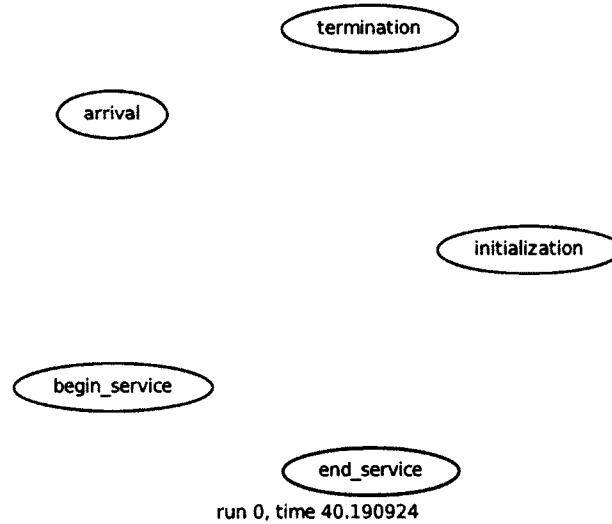 termination
arrival
initialization
begin_service
end_service
run 0, time 40.190924